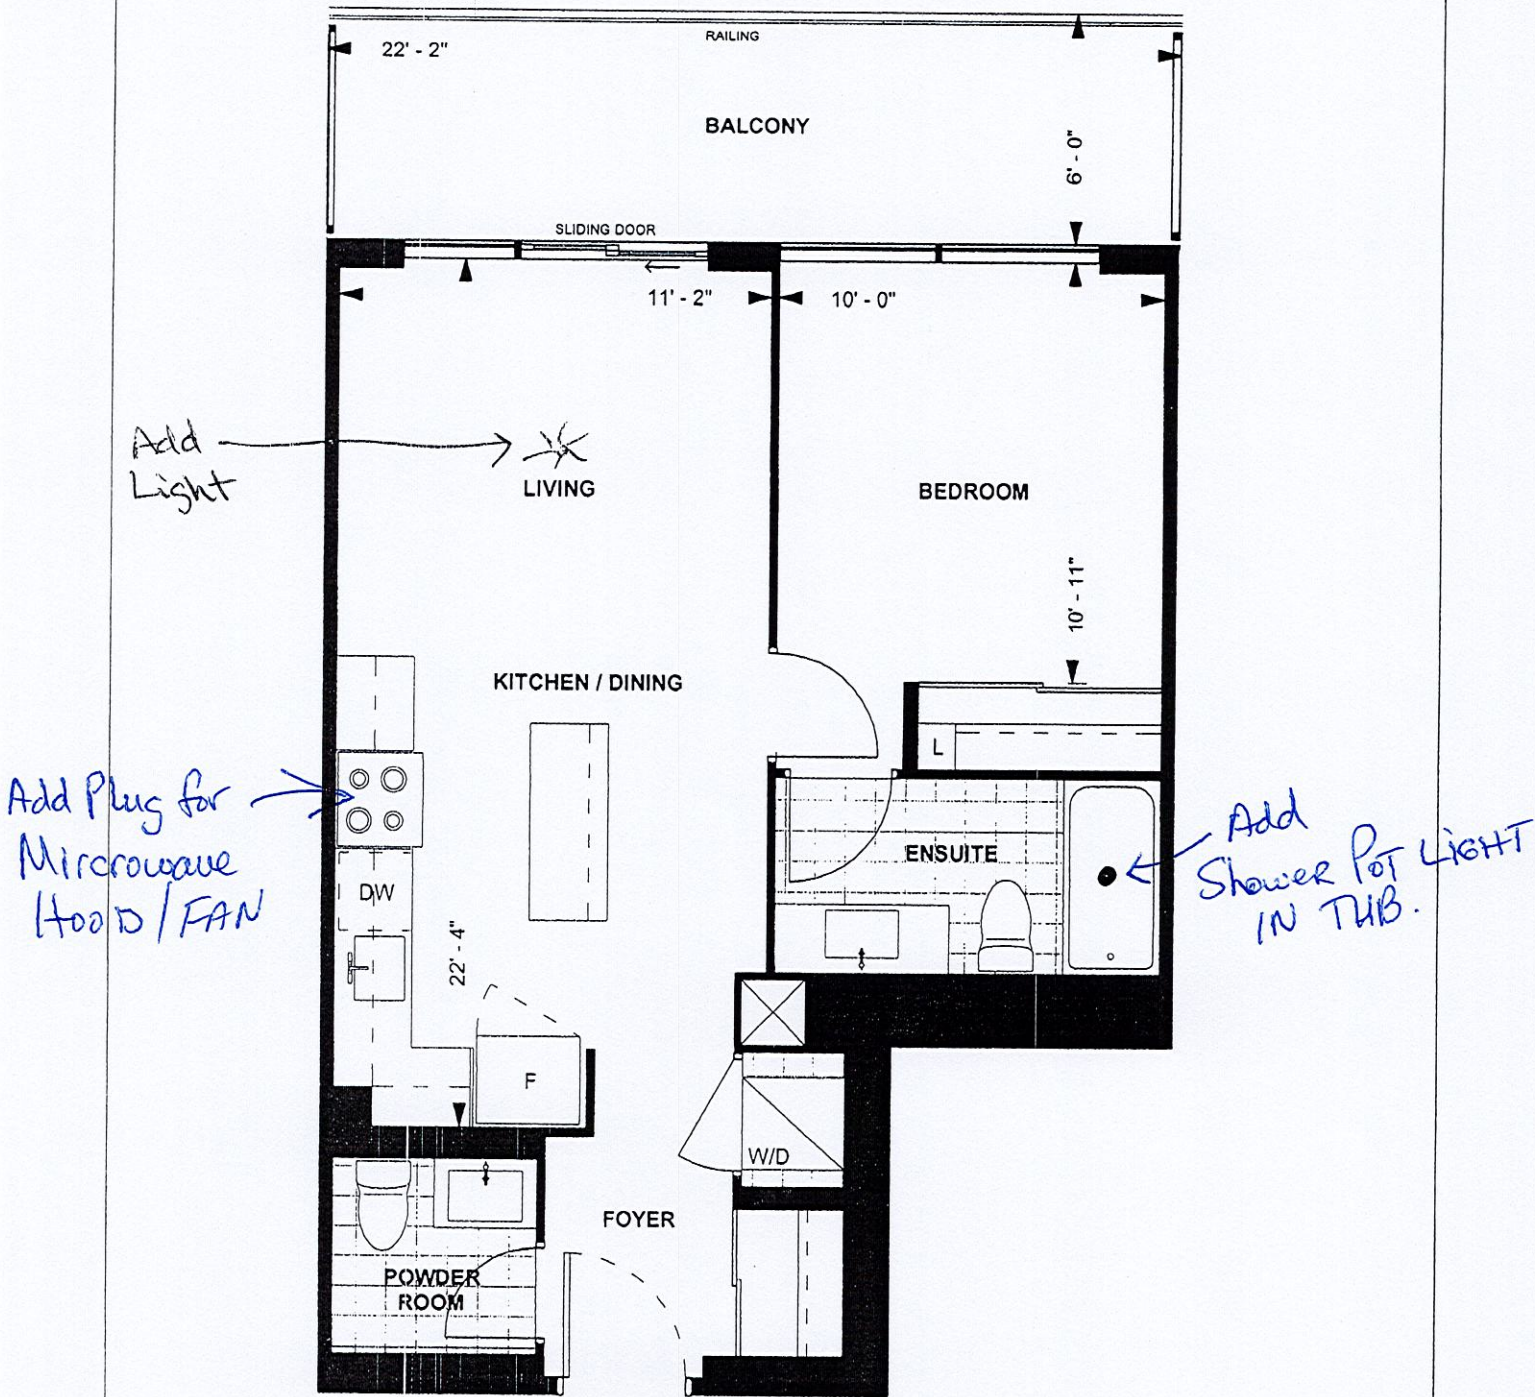 RAILING
22' - 2"
BALCONY
6' - 0"
SLIDING DOOR
11' - 2"
10' - 0"
Add
Light
LIVING
BEDROOM
10' - 11"
KITCHEN / DINING
L
Add Plug for
Mircrowave
HOOD / FAN
DW
ENSUITE
Add
Shower POT LIGHT
IN TUB.
22' - 4"
F
W/D
FOYER
POWDER
ROOM